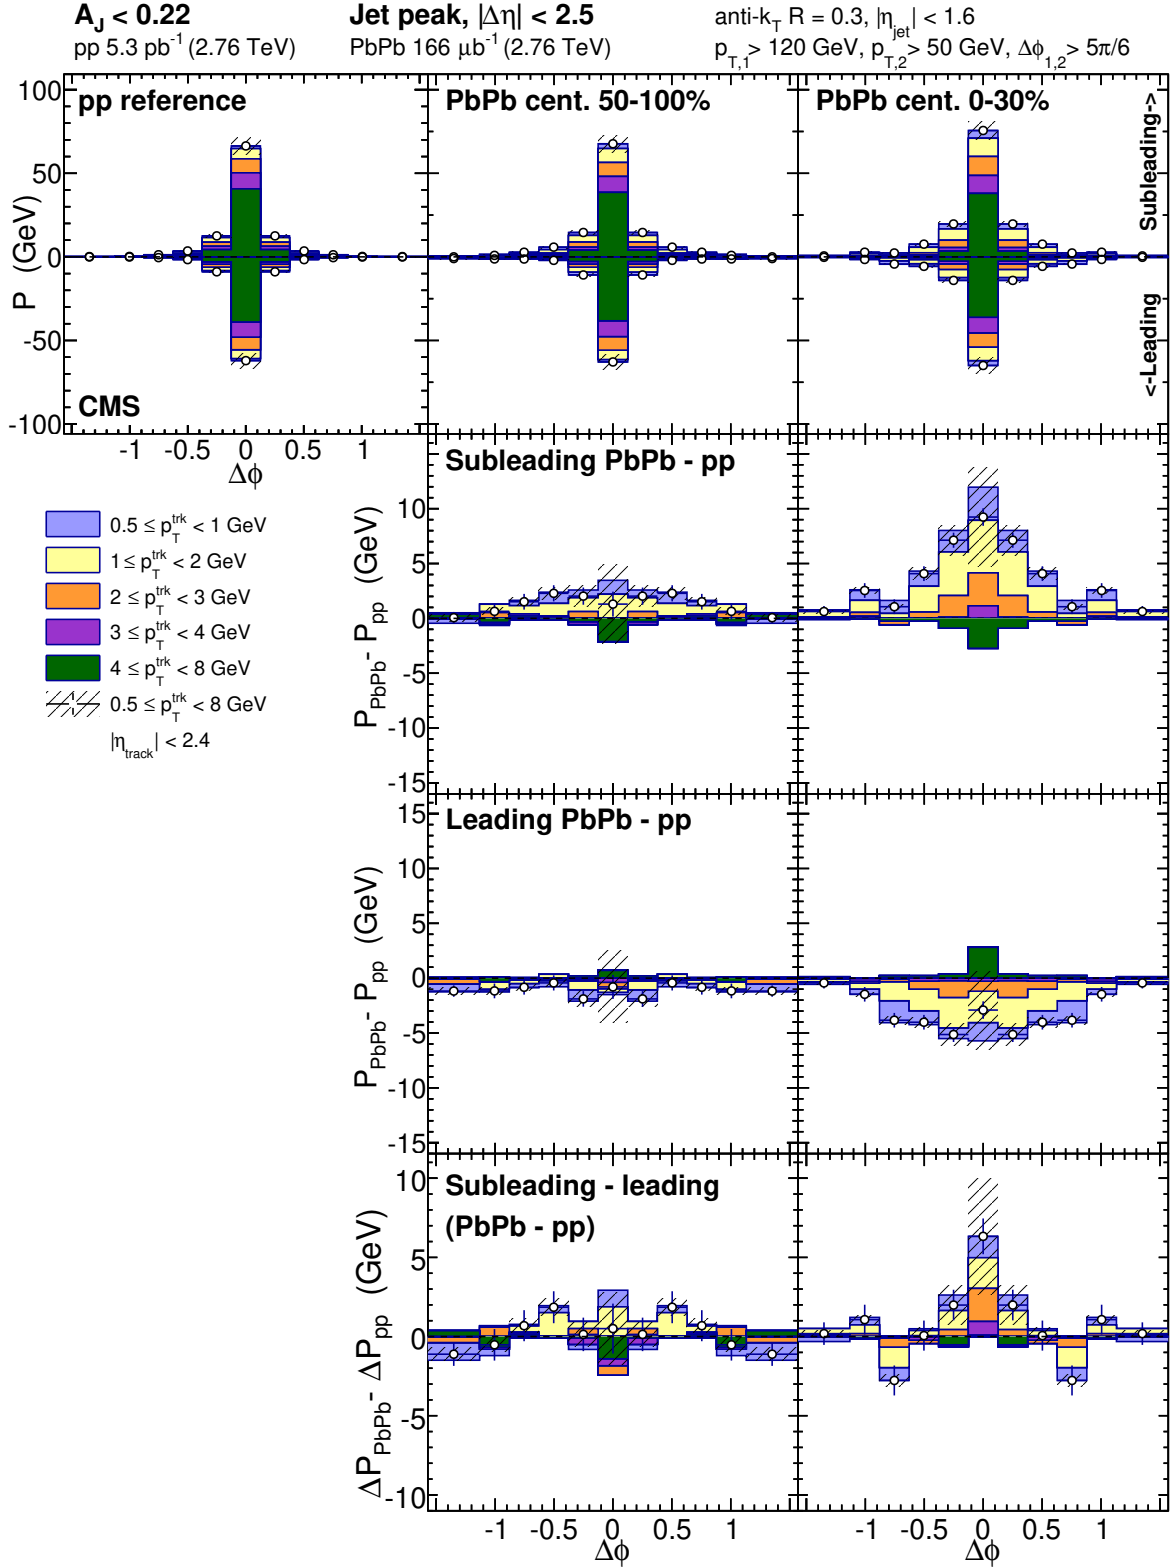 A_J < 0.22 Jet peak, |Δη| < 2.5 anti-k_T R = 0.3, |η_jet| < 1.6
pp 5.3 pb⁻¹ (2.76 TeV) PbPb 166 μb⁻¹ (2.76 TeV) p_T,1 > 120 GeV, p_T,2 > 50 GeV, Δϕ_1,2 > 5π/6
pp reference PbPb cent. 50-100% PbPb cent. 0-30%
100
50
0
-50
-100
P (GeV)
Subleading->
<-Leading
CMS
-1 -0.5 0 0.5 1
Δϕ
0.5 ≤ p_T^trk < 1 GeV
1 ≤ p_T^trk < 2 GeV
2 ≤ p_T^trk < 3 GeV
3 ≤ p_T^trk < 4 GeV
4 ≤ p_T^trk < 8 GeV
0.5 ≤ p_T^trk < 8 GeV
|η_track| < 2.4
Subleading PbPb - pp
10
5
0
-5
-10
-15
P_PbPb - P_pp (GeV)
Leading PbPb - pp
15
10
5
0
-5
-10
-15
P_PbPb - P_pp (GeV)
Subleading - leading
(PbPb - pp)
10
5
0
-5
-10
ΔP_PbPb - ΔP_pp (GeV)
-1 -0.5 0 0.5 1 -1 -0.5 0 0.5 1
Δϕ Δϕ